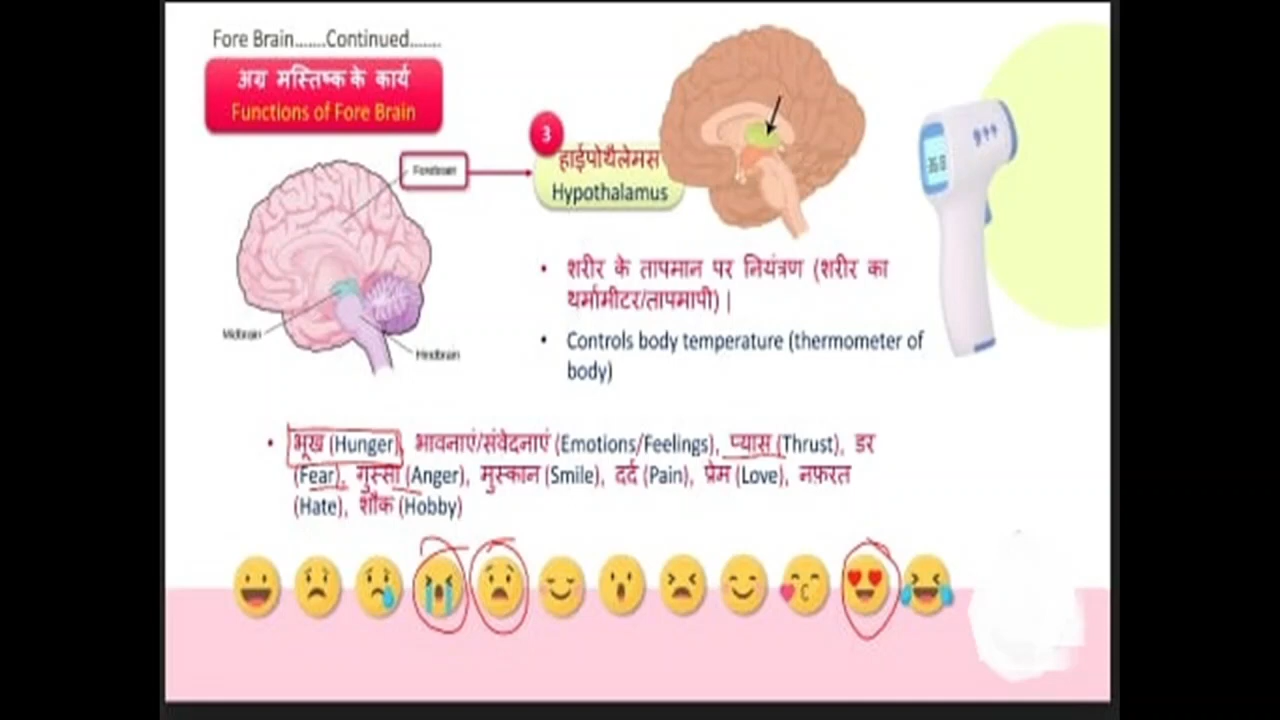 Fore Brain.......Continued.......
अग्र मस्तिष्क के कार्य
Functions of Fore Brain
Forebrain
3
हाईपोथैलेमस
Hypothalamus
Midbrain
Hindbrain
• शरीर के तापमान पर नियंत्रण (शरीर का
थर्मामीटर/तापमापी) |
• Controls body temperature (thermometer of
body)
• भूख (Hunger), भावनाएं/संवेदनाएं (Emotions/Feelings), प्यास (Thrust), डर
(Fear), गुस्सा (Anger), मुस्कान (Smile), दर्द (Pain), प्रेम (Love), नफ़रत
(Hate), शौक (Hobby)